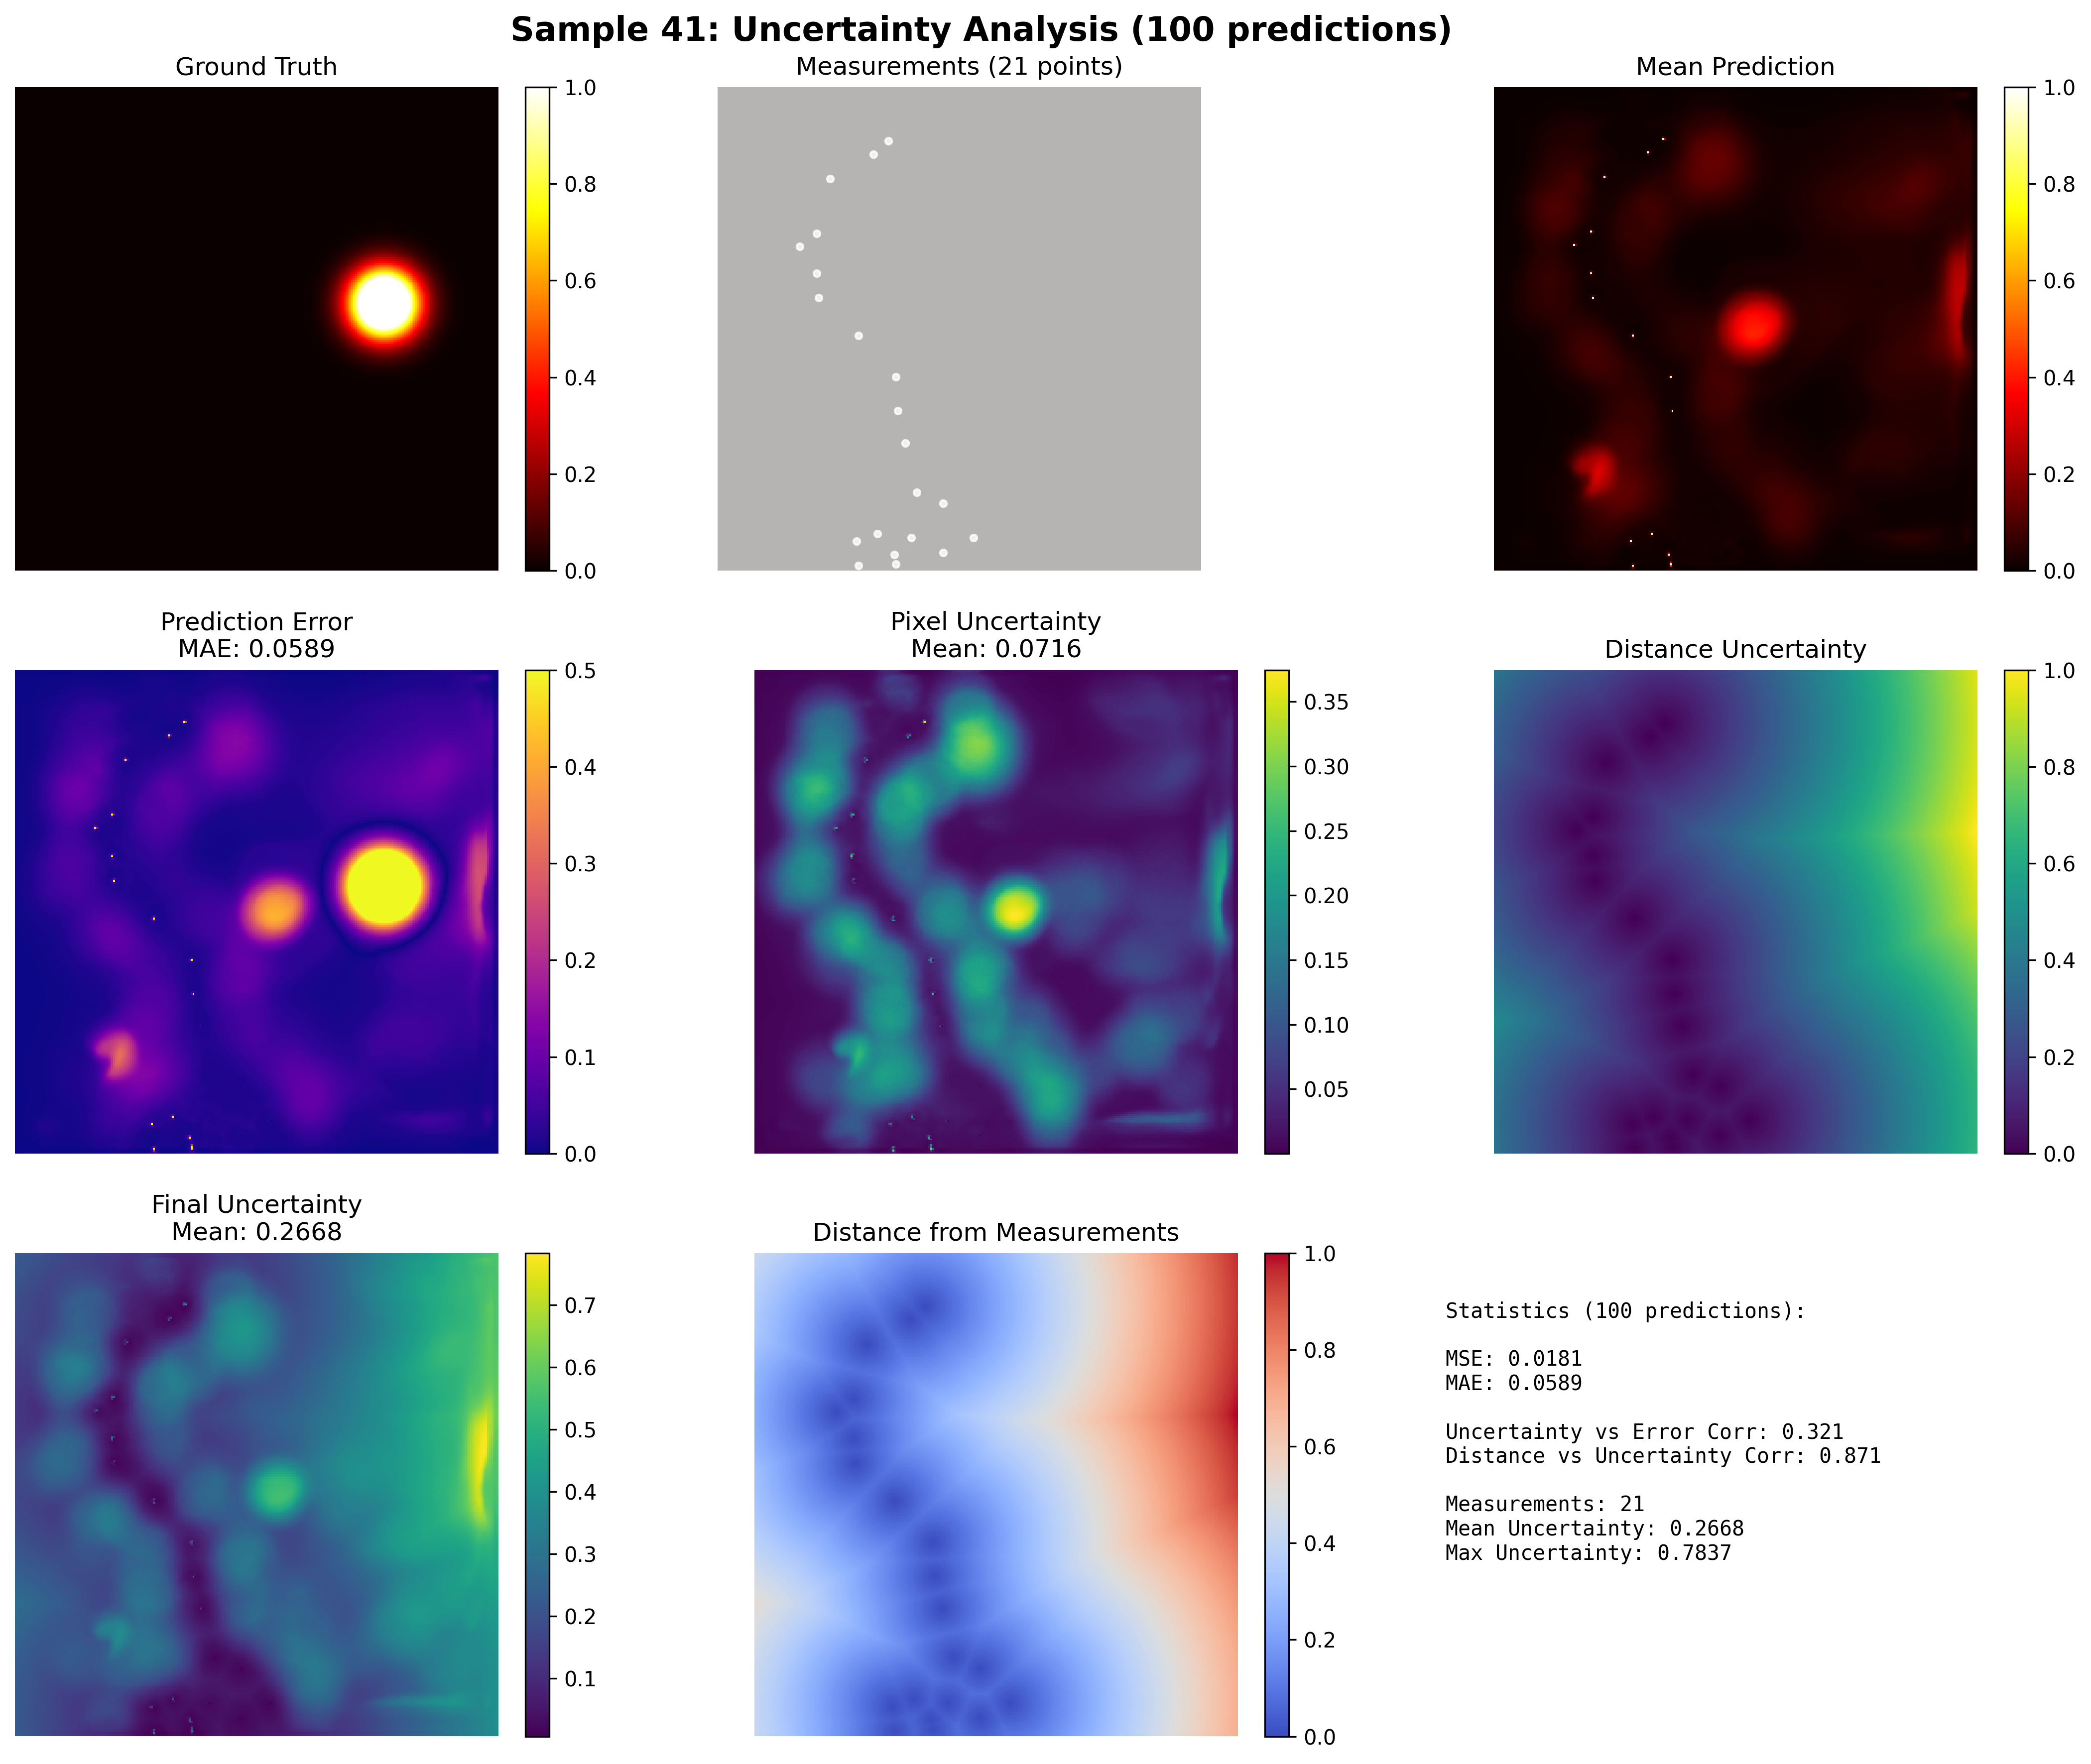 Sample 41: Uncertainty Analysis (100 predictions)
Ground Truth
1.0
0.8
0.6
0.4
0.2
0.0
Measurements (21 points)
Mean Prediction
1.0
0.8
0.6
0.4
0.2
0.0
Prediction Error
MAE: 0.0589
0.5
0.4
0.3
0.2
0.1
0.0
Pixel Uncertainty
Mean: 0.0716
0.35
0.30
0.25
0.20
0.15
0.10
0.05
Distance Uncertainty
1.0
0.8
0.6
0.4
0.2
0.0
Final Uncertainty
Mean: 0.2668
0.7
0.6
0.5
0.4
0.3
0.2
0.1
Distance from Measurements
1.0
0.8
0.6
0.4
0.2
0.0
Statistics (100 predictions):
MSE: 0.0181
MAE: 0.0589
Uncertainty vs Error Corr: 0.321
Distance vs Uncertainty Corr: 0.871
Measurements: 21
Mean Uncertainty: 0.2668
Max Uncertainty: 0.7837